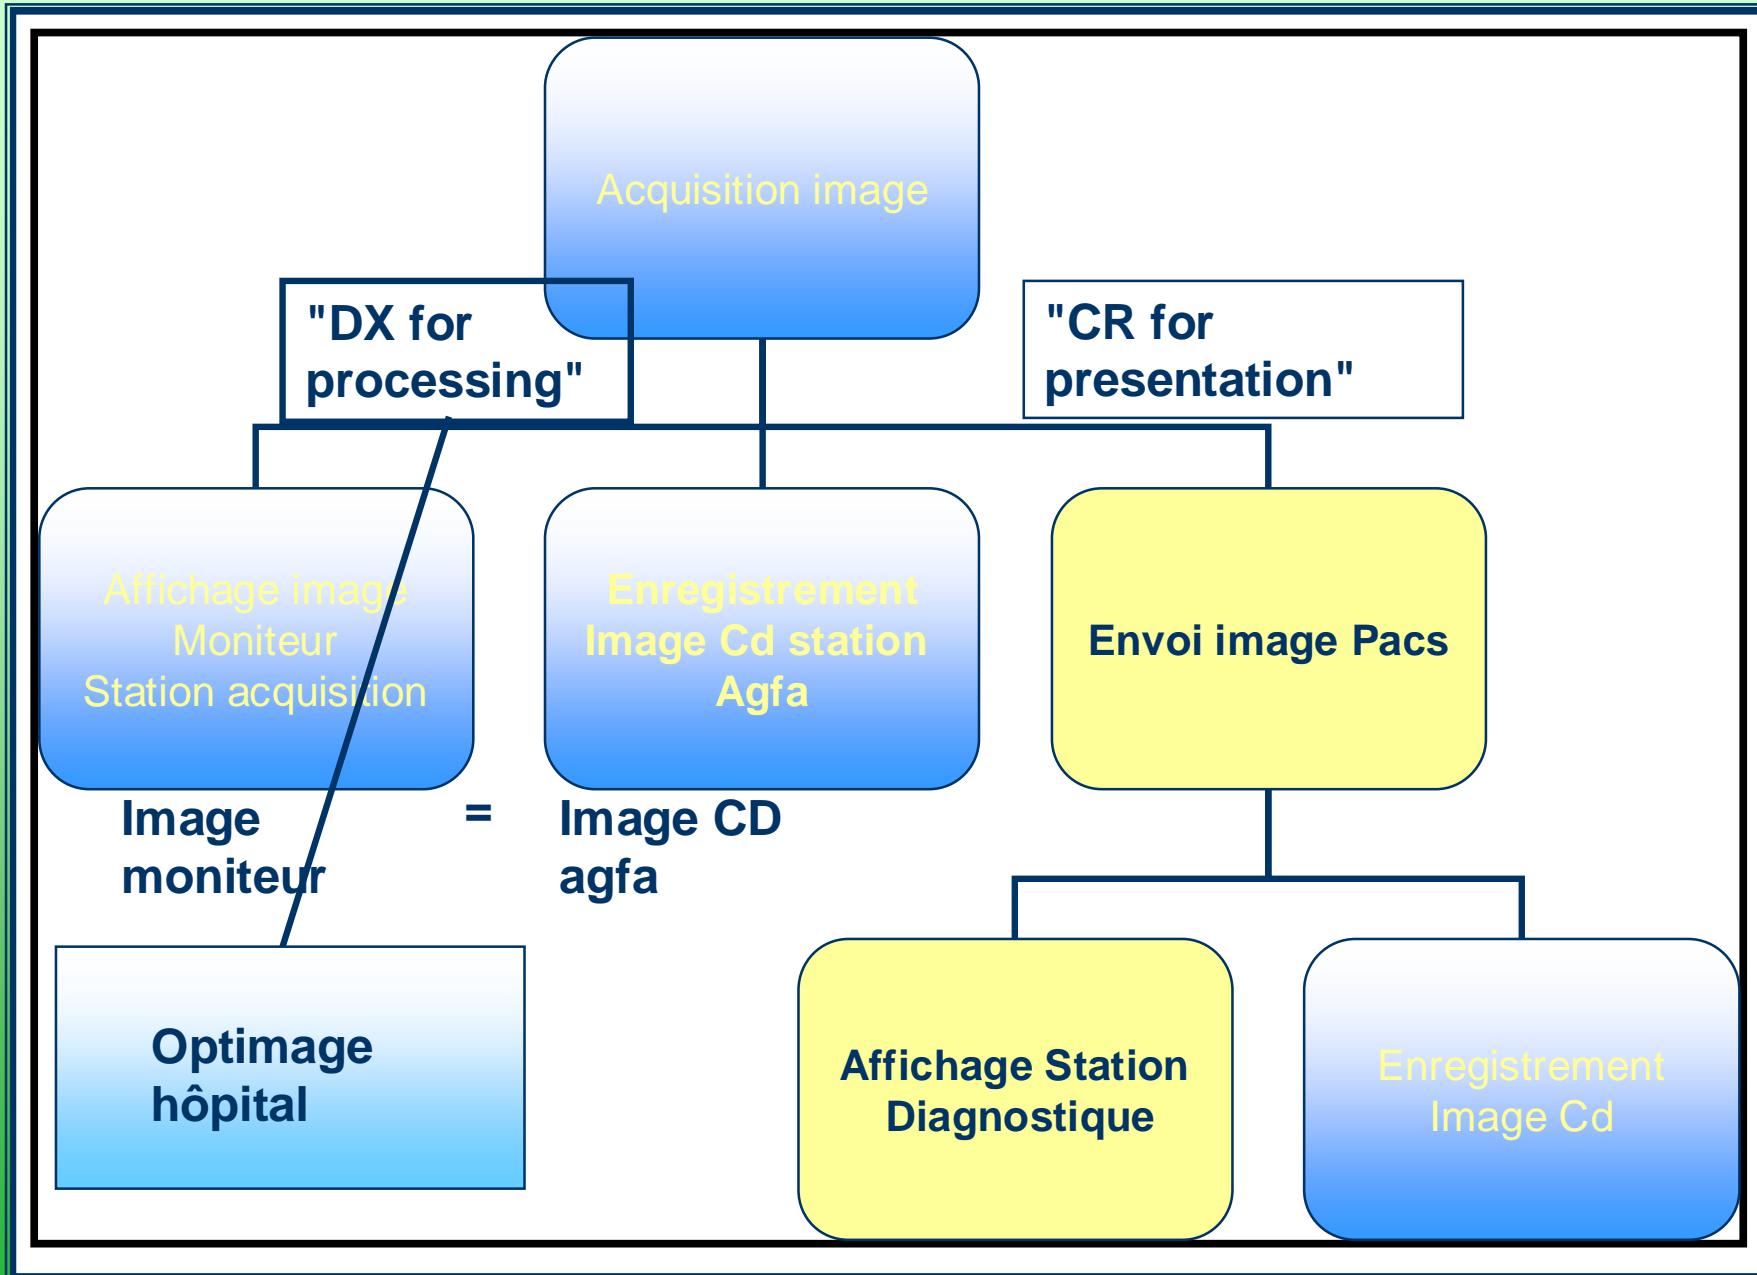 Acquisition image
"DX for
processing"
"CR for
presentation"
Affichage image
Moniteur
Station acquisition
Enregistrement
Image Cd station
Agfa
Envoi image Pacs
Image
moniteur
=
Image CD
agfa
Optimage
hôpital
Affichage Station
Diagnostique
Enregistrement
Image Cd